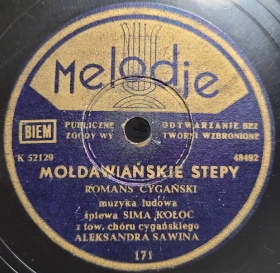 Melodje
BIEM
PUBLICZNE ODTWARZANIE BEZ
ZGODY WY TWÓRNI WZBRONIONE
K 52129 48492
MOŁDAWIAŃSKIE STEPY
ROMANS CYGAŃSKI
muzyka ludowa
śpiewa SIMA KOŁOC
z tow. chóru cygańskiego
ALEKSANDRA SAWINA
171